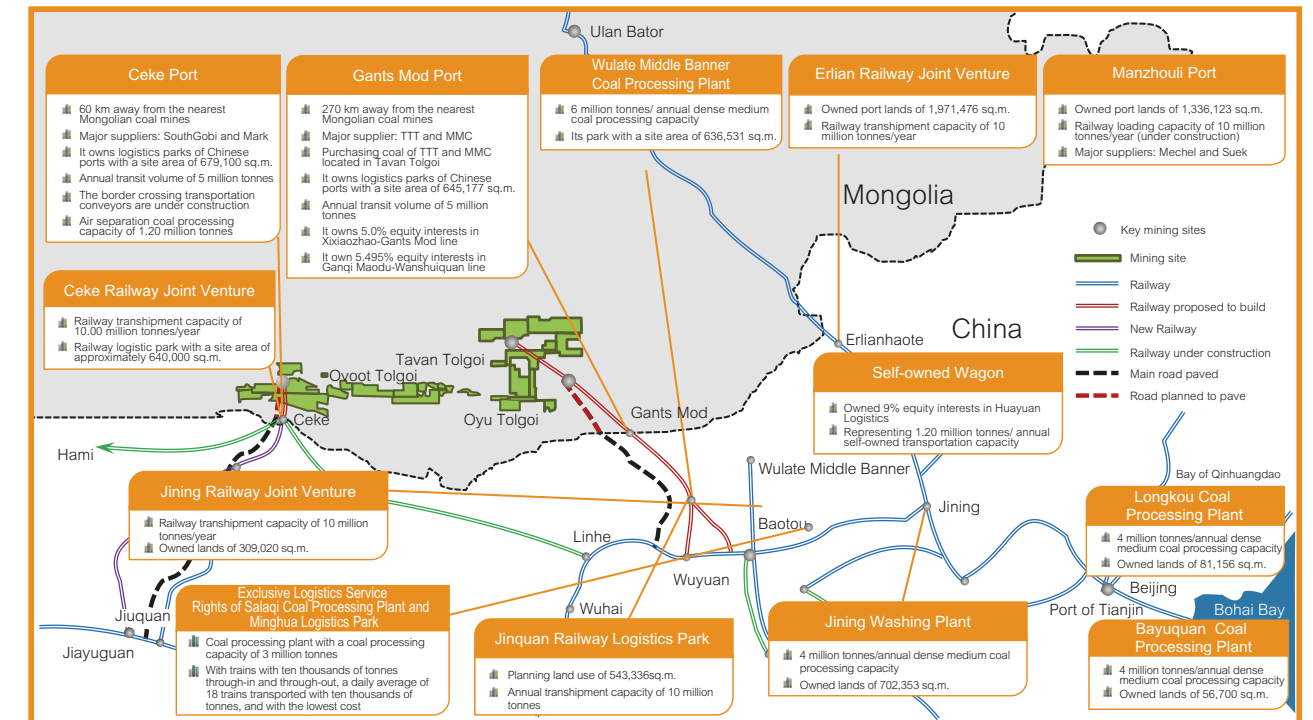 Ulan Bator
Ceke Port
60 km away from the nearest
Mongolian coal mines
Major suppliers: SouthGobi and Mark
It owns logistics parks of Chinese
ports with a site area of 679,100 sq.m.
Annual transit volume of 5 million tonnes
The border crossing transportation
conveyors are under construction
Air separation coal processing
capacity of 1.20 million tonnes
Gants Mod Port
270 km away from the nearest
Mongolian coal mines
Major supplier: TTT and MMC
Purchasing coal of TTT and MMC
located in Tavan Tolgoi
It owns logistics parks of Chinese
ports with a site area of 645,177 sq.m.
Annual transit volume of 5 million
tonnes
It owns 5.0% equity interests in
Xixiaozhao-Gants Mod line
It own 5.495% equity interests in
Ganqi Maodu-Wanshuiquan line
Wulate Middle Banner
Coal Processing Plant
6 million tonnes/ annual dense medium
coal processing capacity
Its park with a site area of 636,531 sq.m.
Erlian Railway Joint Venture
Owned port lands of 1,971,476 sq.m.
Railway transhipment capacity of 10
million tonnes/year
Manzhouli Port
Owned port lands of 1,336,123 sq.m.
Railway loading capacity of 10 million
tonnes/year (under construction)
Major suppliers: Mechel and Suek
Mongolia
Key mining sites
Mining site
Railway
Railway proposed to build
New Railway
Railway under construction
Main road paved
Road planned to pave
Ceke Railway Joint Venture
Railway transhipment capacity of
10.00 million tonnes/year
Railway logistic park with a site area of
approximately 640,000 sq.m.
China
Erlianhaote
Tavan Tolgoi
Ovoot Tolgoi
Oyu Tolgoi
Gants Mod
Ceke
Hami
Self-owned Wagon
Owned 9% equity interests in Huayuan
Logistics
Representing 1.20 million tonnes/ annual
self-owned transportation capacity
Wulate Middle Banner
Bay of Qinhuangdao
Jining Railway Joint Venture
Railway transhipment capacity of 10 million
tonnes/year
Owned lands of 309,020 sq.m.
Baotou
Jining
Linhe
Wuyuan
Wuhai
Longkou Coal
Processing Plant
4 million tonnes/annual dense
medium coal processing capacity
Owned lands of 81,156 sq.m.
Beijing
Port of Tianjin
Bohai Bay
Jiuquan
Jiayuguan
Exclusive Logistics Service
Rights of Salaqi Coal Processing Plant and
Minghua Logistics Park
Coal processing plant with a coal processing
capacity of 3 million tonnes
With trains with ten thousands of tonnes
through-in and through-out, a daily average of
18 trains transported with ten thousands of
tonnes, and with the lowest cost
Jinquan Railway Logistics Park
Planning land use of 543,336sq.m.
Annual transhipment capacity of 10 million
tonnes
Jining Washing Plant
4 million tonnes/annual dense medium coal
processing capacity
Owned lands of 702,353 sq.m.
Bayuquan Coal
Processing Plant
4 million tonnes/annual dense
medium coal processing capacity
Owned lands of 56,700 sq.m.